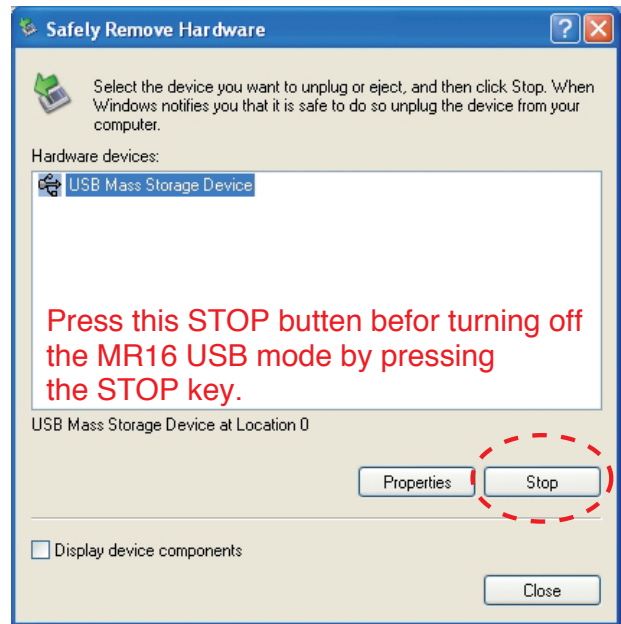 Safely Remove Hardware
Select the device you want to unplug or eject, and then click Stop. When
Windows notifies you that it is safe to do so unplug the device from your
computer.
Hardware devices:
USB Mass Storage Device
Press this STOP butten befor turning off
the MR16 USB mode by pressing
the STOP key.
USB Mass Storage Device at Location 0
Properties
Stop
Display device components
Close